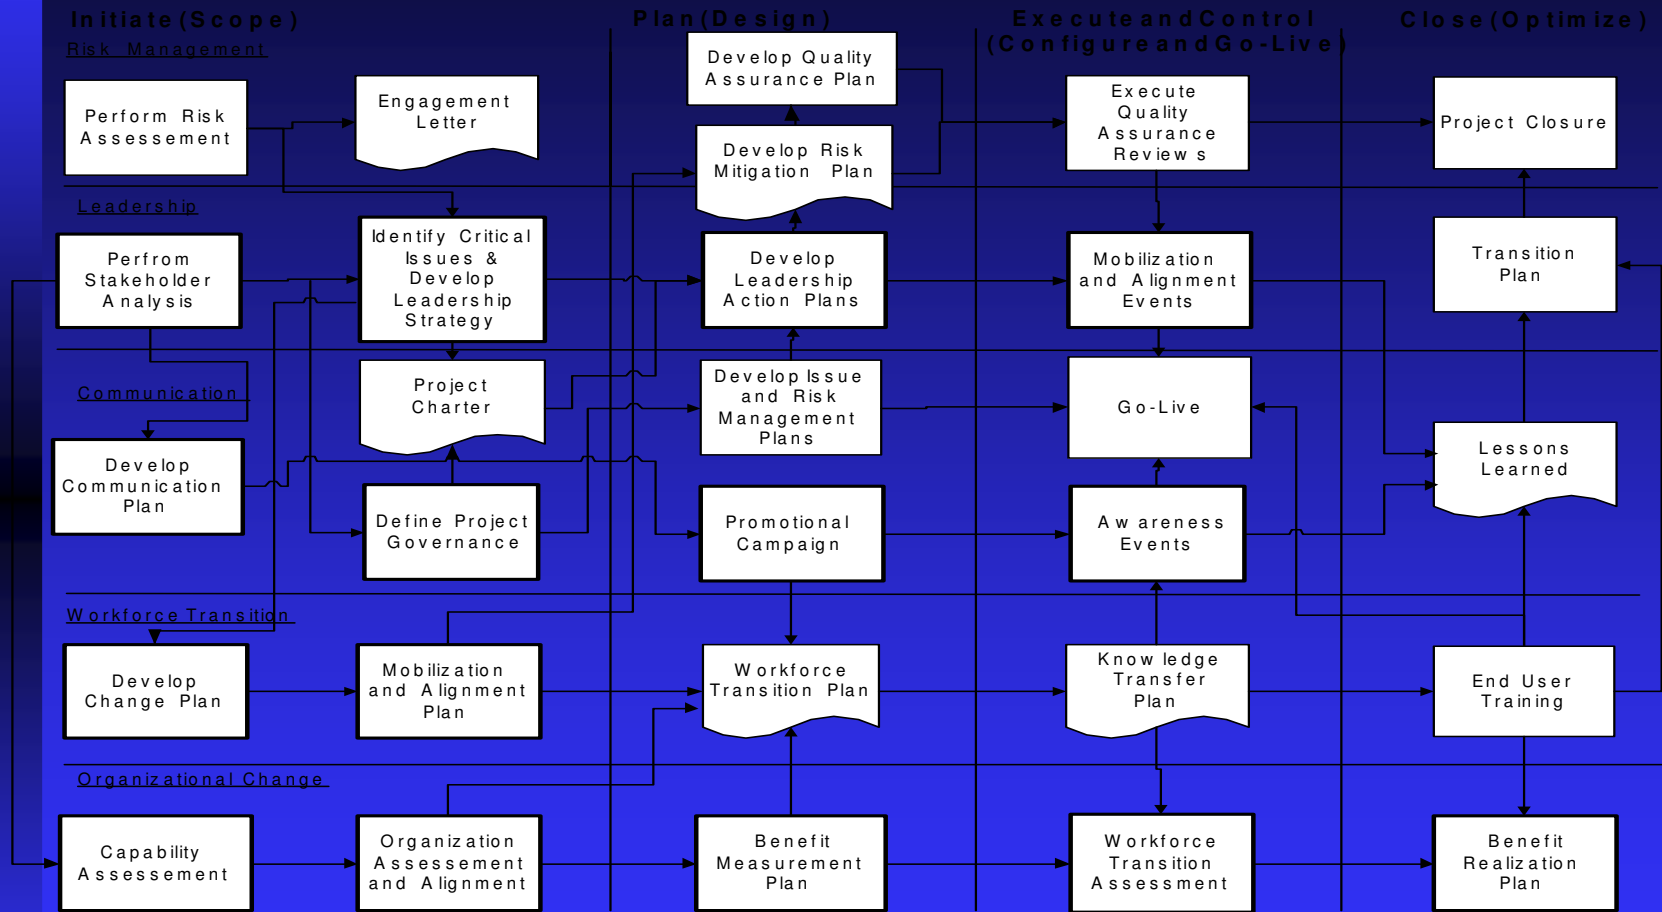 Initiate (Scope)
Plan (Design)
Execute and Control
(Configure and Go-Live)
Close (Optimize)
Risk Management
Perform Risk
Assessement
Engagement
Letter
Develop Quality
Assurance Plan
Develop Risk
Mitigation Plan
Execute
Quality
Assurance
Reviews
Project Closure
Leadership
Perfrom
Stakeholder
Analysis
Identify Critical
Issues &
Develop
Leadership
Strategy
Develop
Leadership
Action Plans
Mobilization
and Alignment
Events
Transition
Plan
Communication
Develop
Communication
Plan
Project
Charter
Define Project
Governance
Develop Issue
and Risk
Management
Plans
Promotional
Campaign
Go-Live
Awareness
Events
Lessons
Learned
Workforce Transition
Develop
Change Plan
Mobilization
and Alignment
Plan
Workforce
Transition Plan
Knowledge
Transfer
Plan
End User
Training
Organizational Change
Capability
Assessement
Organization
Assessement
and Alignment
Benefit
Measurement
Plan
Workforce
Transition
Assessment
Benefit
Realization
Plan